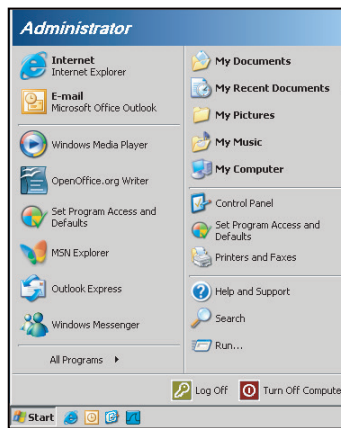 Administrator
Internet
Internet Explorer
E-mail
Microsoft Office Outlook
Windows Media Player
OpenOffice.org Writer
Set Program Access and
Defaults
MSN Explorer
Outlook Express
Windows Messenger
All Programs
My Documents
My Recent Documents
My Pictures
My Music
My Computer
Control Panel
Set Program Access and
Defaults
Printers and Faxes
Help and Support
Search
Run...
Log Off
Turn Off Compute
Start